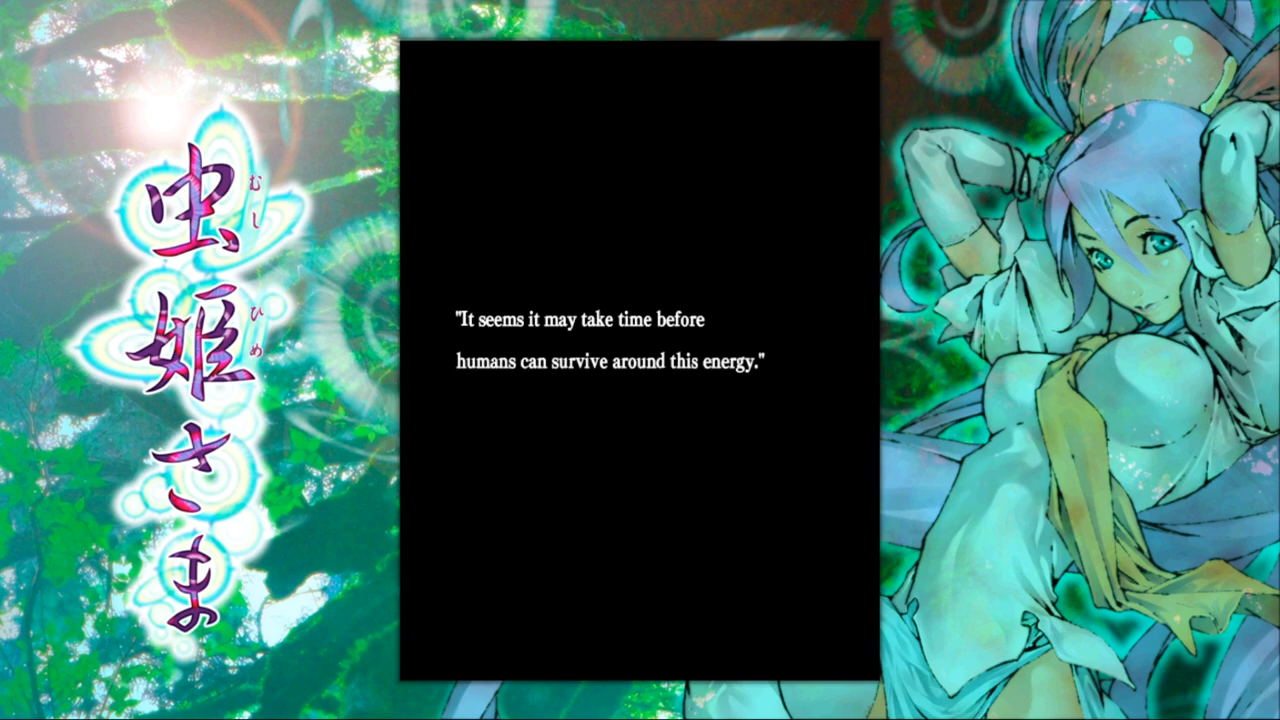 虫姫さま
むし
ひめ
"It seems it may take time before
humans can survive around this energy."